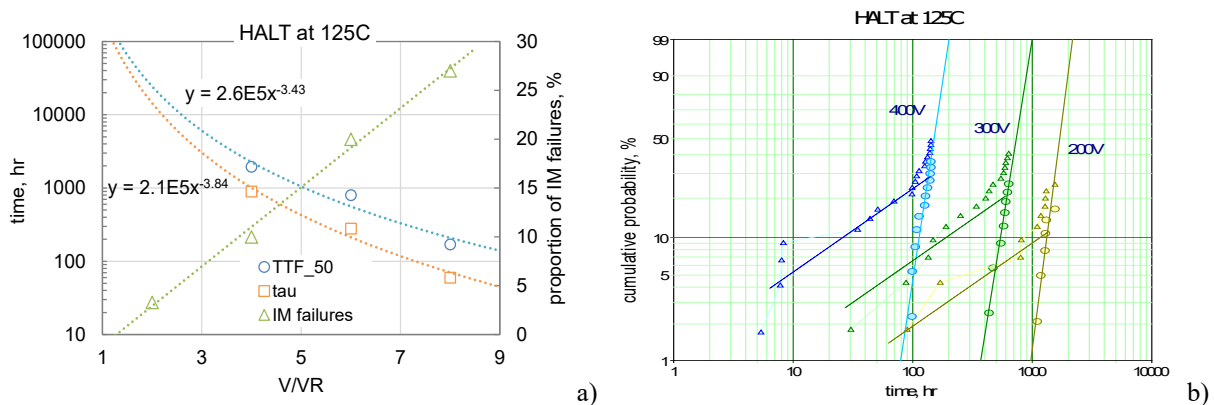 HALT at 125C
100000
10000
1000
100
10
time, hr
30
25
20
15
10
5
0
proportion of IM failures, %
y = 2.6E5x-3.43
y = 2.1E5x-3.84
TTF_50
tau
IM failures
1
3
5
7
9
V/VR
a)
HALT at 125C
99
90
50
10
5
1
cumulative probability, %
400V
300V
200V
1
10
100
1000
10000
time, hr
b)